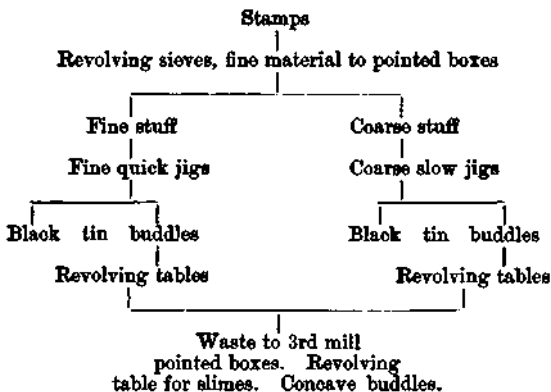 Stamps
Revolving sieves, fine material to pointed boxes
Fine stuff Coarse stuff
Fine quick jigs Coarse slow jigs
Black tin buddles Black tin buddles
Revolving tables Revolving tables
Waste to 3rd mill
pointed boxes. Revolving
table for slimes. Concave buddles.